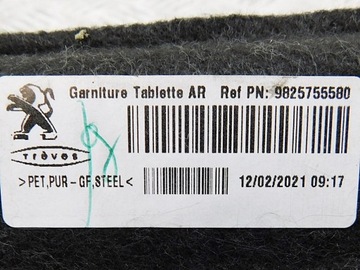 Garniture Tablette AR Ref PN: 9825755580
Trèves
>PET,PUR-GF,STEEL< 12/02/2021 09:17